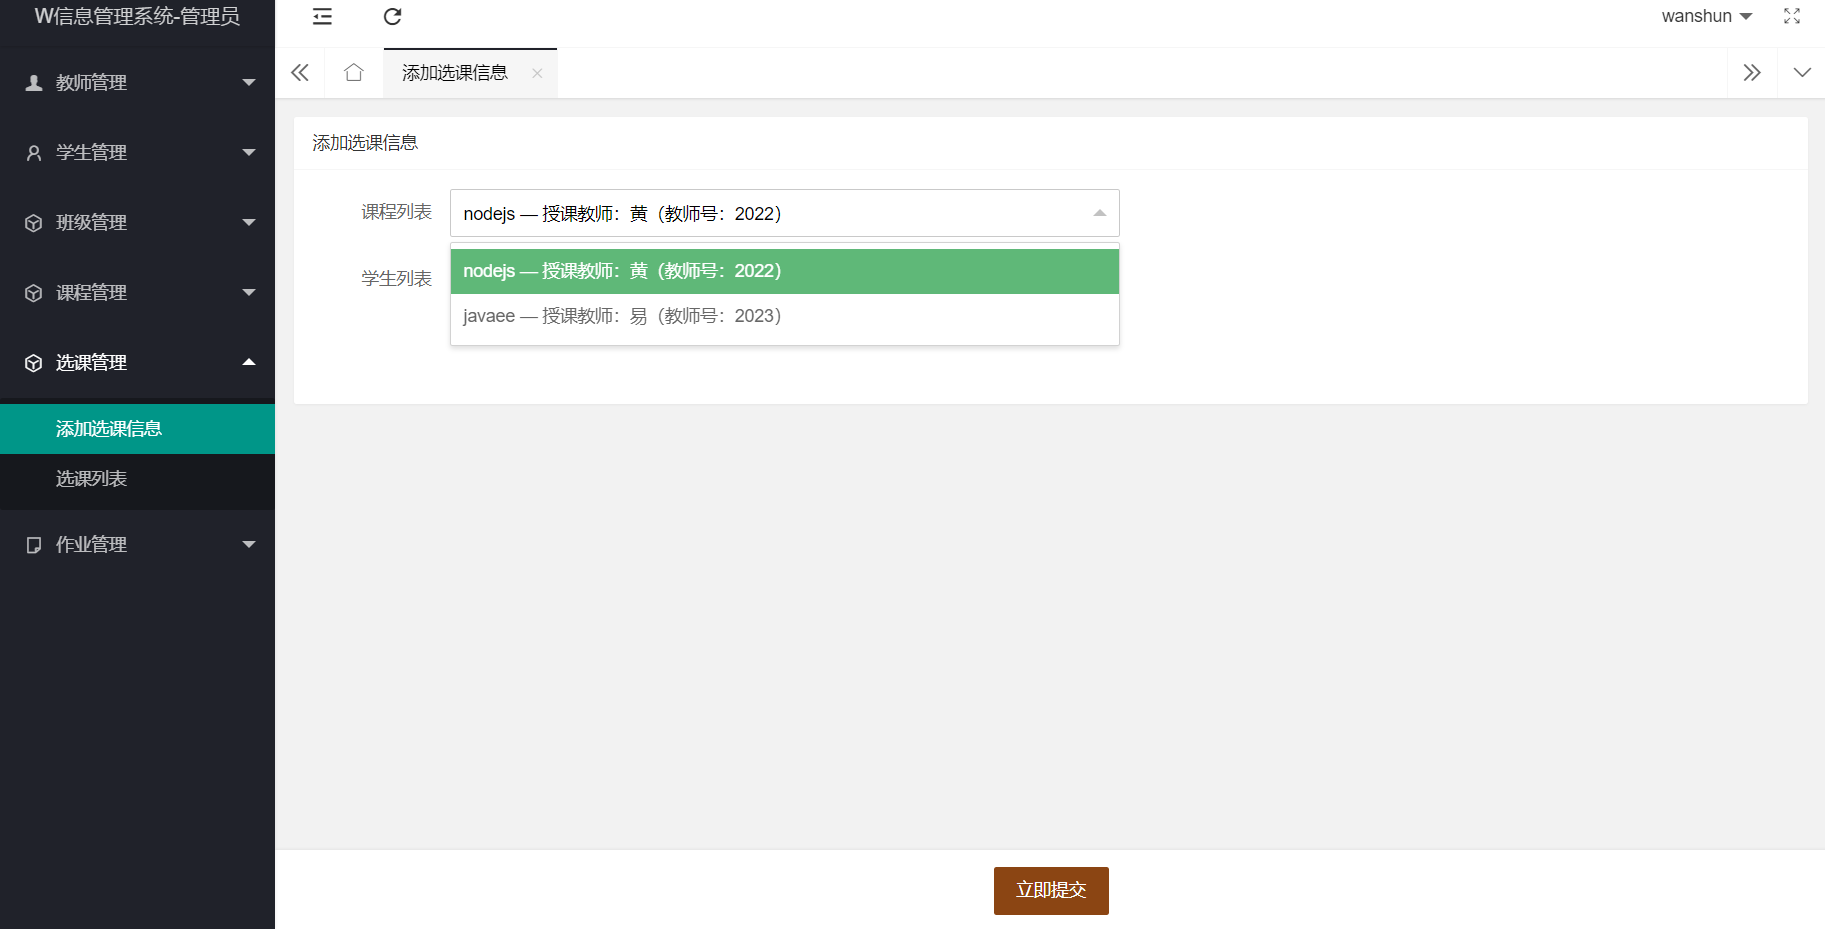 W信息管理系统-管理员
wanshun
教师管理
学生管理
班级管理
课程管理
选课管理
添加选课信息
选课列表
作业管理
添加选课信息
添加选课信息
课程列表
nodejs — 授课教师：黄（教师号：2022）
nodejs — 授课教师：黄（教师号：2022）
javaee — 授课教师：易（教师号：2023）
学生列表
立即提交